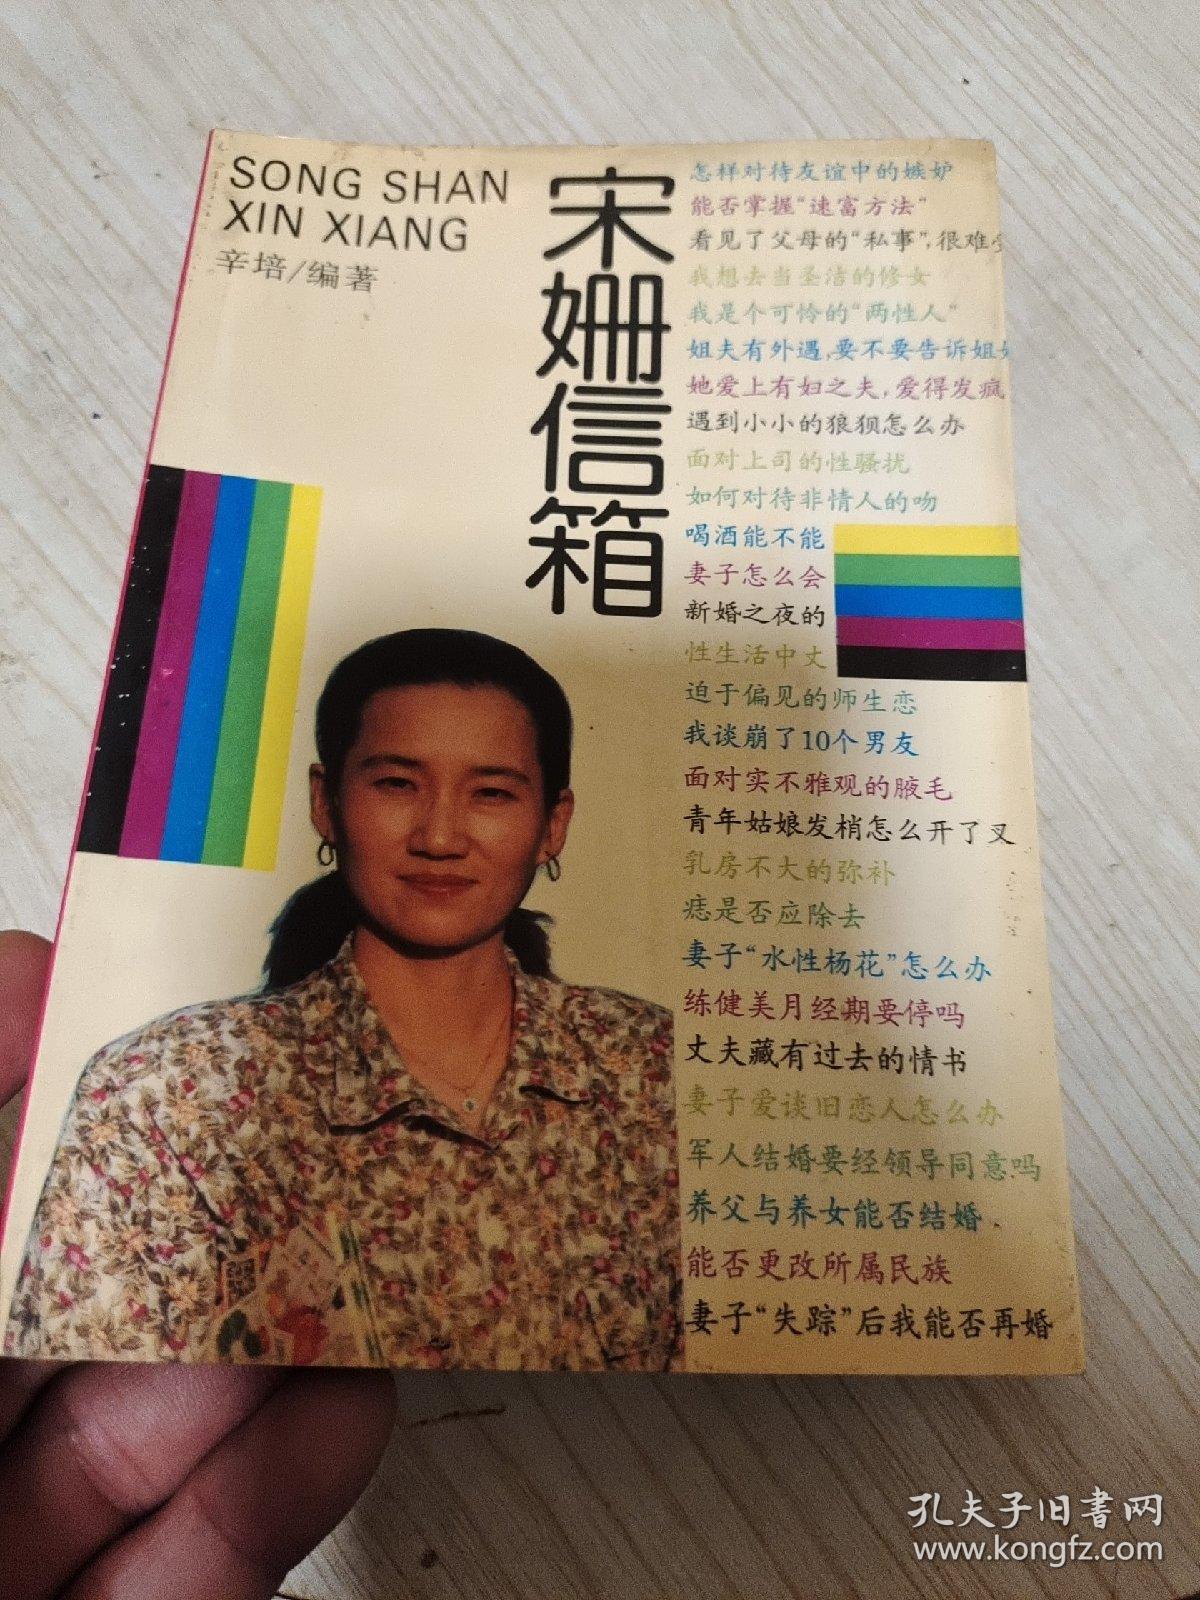 SONG SHAN
XIN XIANG
辛培/编著
宋姗信箱
怎样对待友谊中的嫉妒
能否掌握“速富方法”
看见了父母的“私事”,很难受
我想去当圣洁的修女
我是个可怜的“两性人”
姐夫有外遇,要不要告诉姐姐
她爱上有妇之夫,爱得发疯
遇到小小的狼狈怎么办
面对上司的性骚扰
如何对待非情人的吻
喝酒能不能
妻子怎么会
新婚之夜的
性生活中丈
迫于偏见的师生恋
我谈崩了10个男友
面对实不雅观的腋毛
青年姑娘发梢怎么开了叉
乳房不大的弥补
痣是否应除去
妻子“水性杨花”怎么办
练健美月经期要停吗
丈夫藏有过去的情书
妻子爱谈旧恋人怎么办
军人结婚要经领导同意吗
养父与养女能否结婚
能否更改所属民族
妻子“失踪”后我能否再婚
孔夫子旧书网
www.kongfz.com